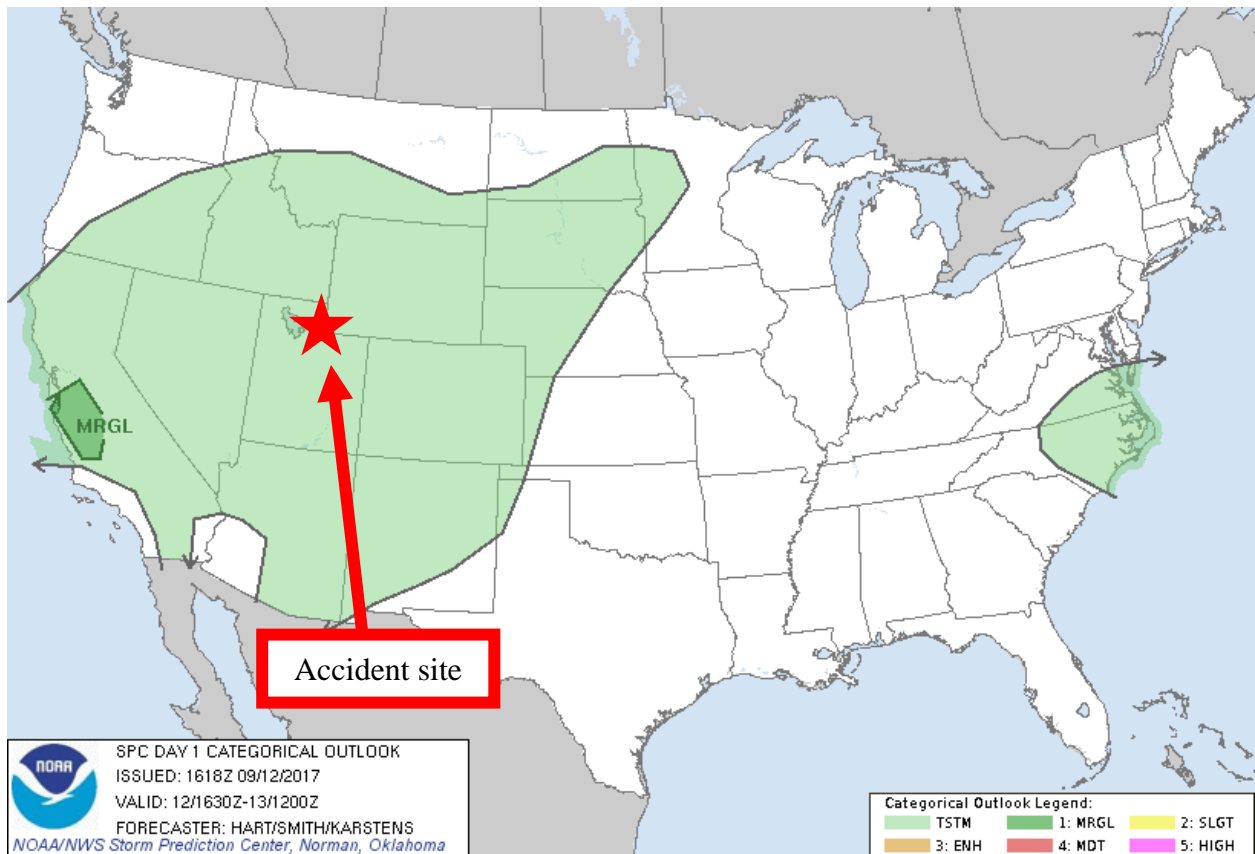 MRGL
Accident site
NOAA
SPC DAY 1 CATEGORICAL OUTLOOK
ISSUED: 1618Z 09/12/2017
VALID: 12/1630Z-13/1200Z
FORECASTER: HART/SMITH/KARSTENS
NOAA/NWS Storm Prediction Center, Norman, Oklahoma
Categorical Outlook Legend:
TSTM 1: MRGL 2: SLGT
3: ENH 4: MDT 5: HIGH